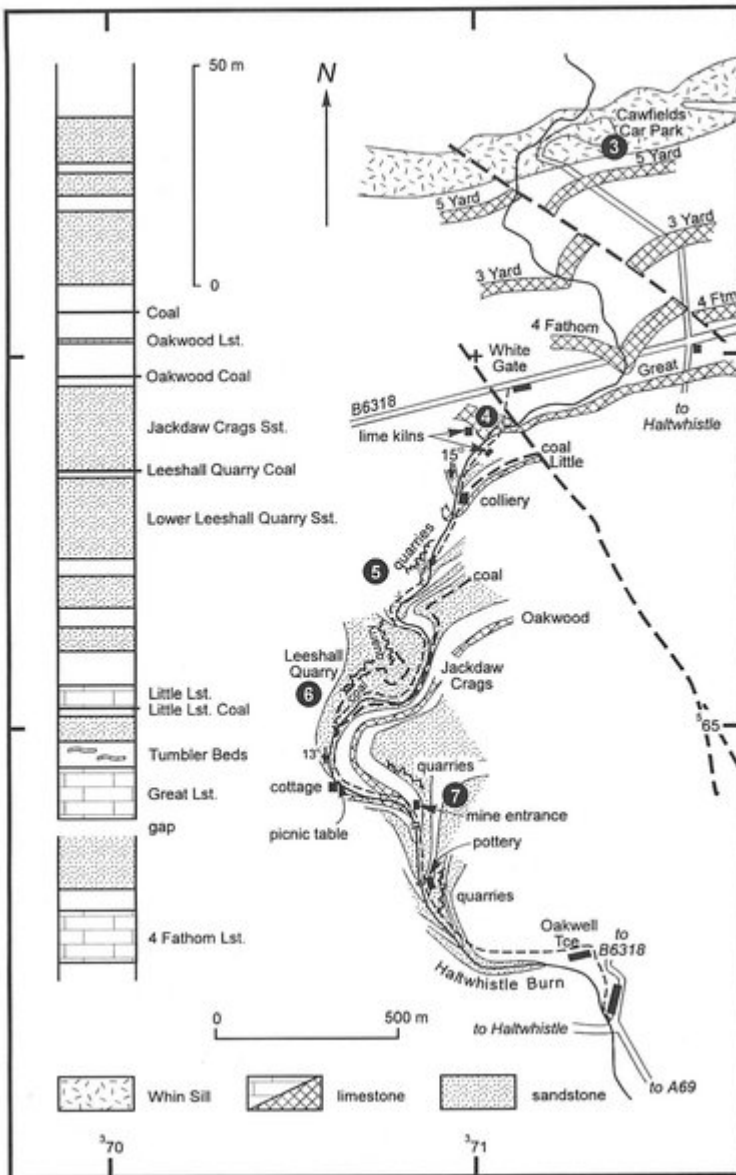 50 m
0
Coal
Oakwood Lst.
Oakwood Coal
Jackdaw Crags Sst.
Leeshall Quarry Coal
Lower Leeshall Quarry Sst.
Little Lst.
Little Lst. Coal
Tumbler Beds
Great Lst.
gap
4 Fathom Lst.
N
Cawfields
Car Park
3
5 Yard
5 Yard
3 Yard
3 Yard
4 Ftm
4 Fathom
White
Gate
Great
B6318
to
Haltwhistle
4
lime kilns
15°
coal
Little
colliery
quarries
5
coal
Oakwood
Leeshall
Quarry
Jackdaw
Crags
6
⁵65
13°
quarries
cottage
7
mine entrance
picnic table
pottery
quarries
Oakwell
Tce
to
B6318
Haltwhistle Burn
to Haltwhistle
to A69
0
500 m
Whin Sill
limestone
sandstone
³70
³71